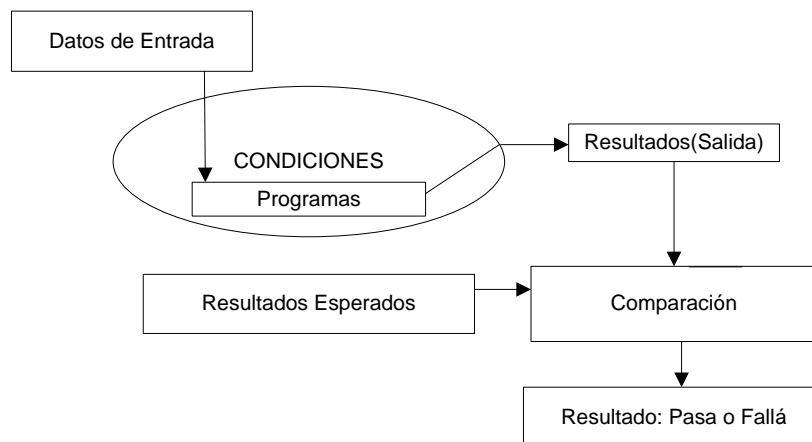 Datos de Entrada
CONDICIONES
Programas
Resultados(Salida)
Resultados Esperados
Comparación
Resultado: Pasa o Fallá